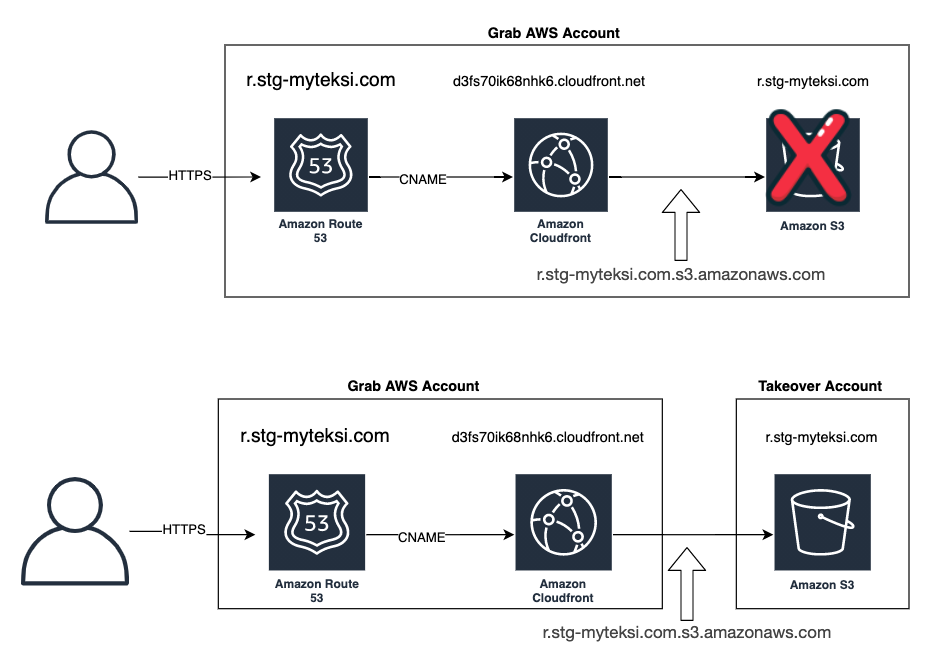 Grab AWS Account
r.stg-myteksi.com
d3fs70ik68nhk6.cloudfront.net
r.stg-myteksi.com
HTTPS
53
CNAME
Amazon Route
53
Amazon
Cloudfront
Amazon S3
r.stg-myteksi.com.s3.amazonaws.com
Grab AWS Account
Takeover Account
r.stg-myteksi.com
d3fs70ik68nhk6.cloudfront.net
r.stg-myteksi.com
HTTPS
53
CNAME
Amazon Route
53
Amazon
Cloudfront
Amazon S3
r.stg-myteksi.com.s3.amazonaws.com